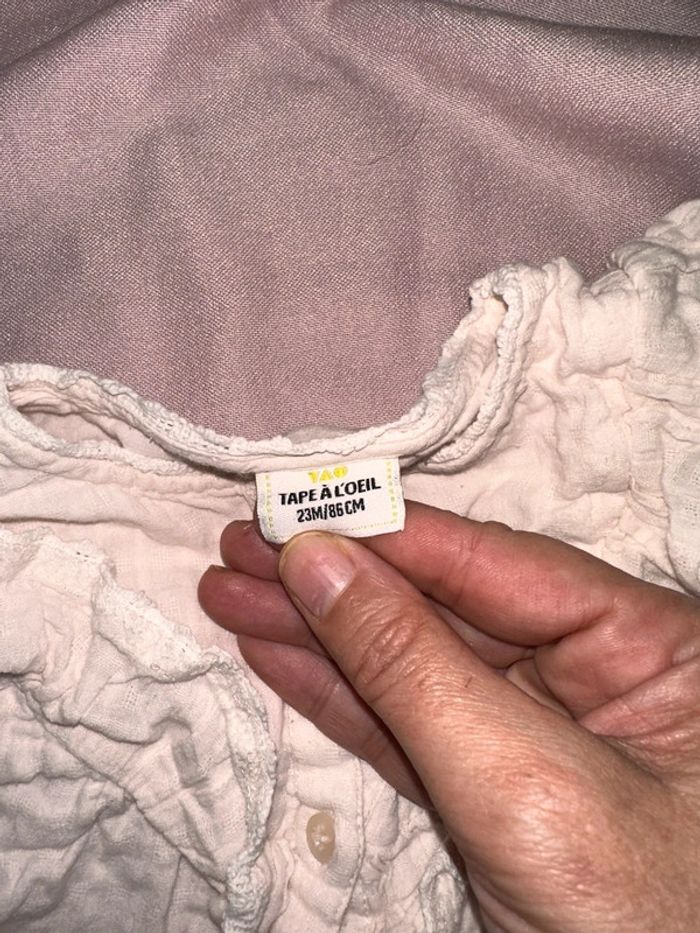 TAO
TAPE À L'OEIL
23M/86CM